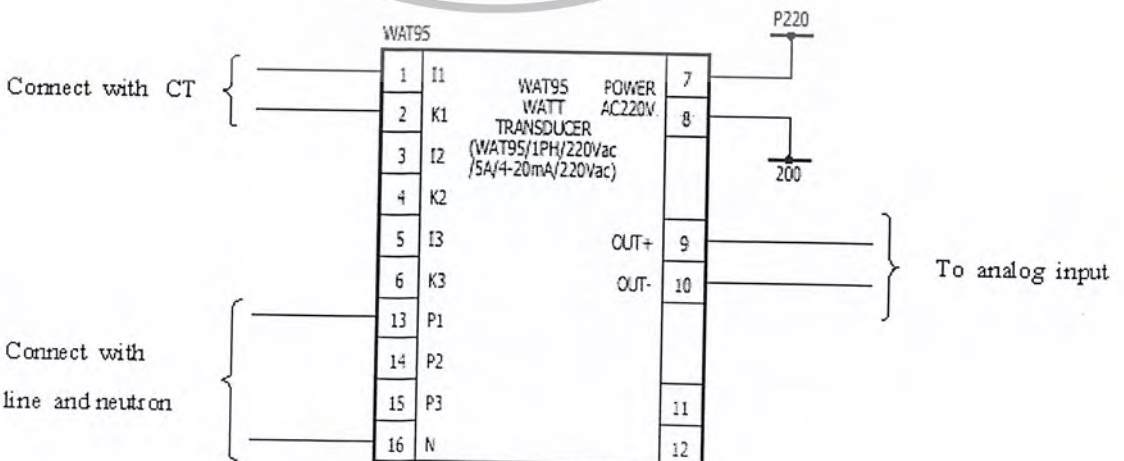 WAT95
P220
Connect with CT
1 I1
2 K1
3 I2
4 K2
5 I3
6 K3
13 P1
14 P2
15 P3
16 N
WAT95
WATT
TRANSDUCER
(WAT95/1PH/220Vac
/5A/4-20mA/220Vac)
POWER
AC220V.
7
8
200
OUT+ 9
OUT- 10
11
12
To analog input
Connect with
line and neutron